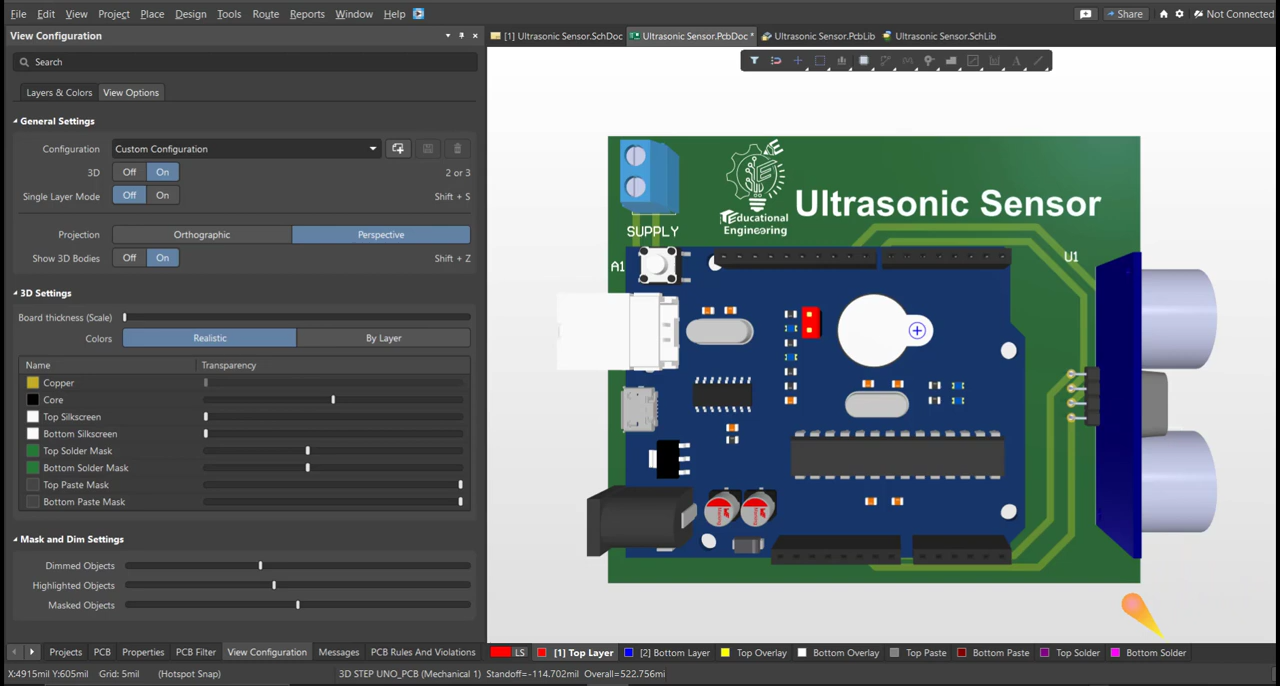 File Edit View Project Place Design Tools Route Reports Window Help Share Not Connected
View Configuration
[1] Ultrasonic Sensor.SchDoc Ultrasonic Sensor.PcbDoc * Ultrasonic Sensor.PcbLib Ultrasonic Sensor.SchLib
Search
Layers & Colors View Options
General Settings
Configuration Custom Configuration
3D Off On 2 or 3
Single Layer Mode Off On Shift + S
Projection Orthographic Perspective
Show 3D Bodies Off On Shift + Z
3D Settings
Board thickness (Scale)
Colors Realistic By Layer
Name Transparency
Copper
Core
Top Silkscreen
Bottom Silkscreen
Top Solder Mask
Bottom Solder Mask
Top Paste Mask
Bottom Paste Mask
Mask and Dim Settings
Dimmed Objects
Highlighted Objects
Masked Objects
Educational
Engineering
Ultrasonic Sensor
SUPPLY
A1
U1
Projects PCB Properties PCB Filter View Configuration Messages PCB Rules And Violations
LS [1] Top Layer [2] Bottom Layer Top Overlay Bottom Overlay Top Paste Bottom Paste Top Solder Bottom Solder
X:4915mil Y:605mil Grid: 5mil (Hotspot Snap) 3D STEP UNO_PCB (Mechanical 1) Standoff=-114.702mil Overall=522.756mil